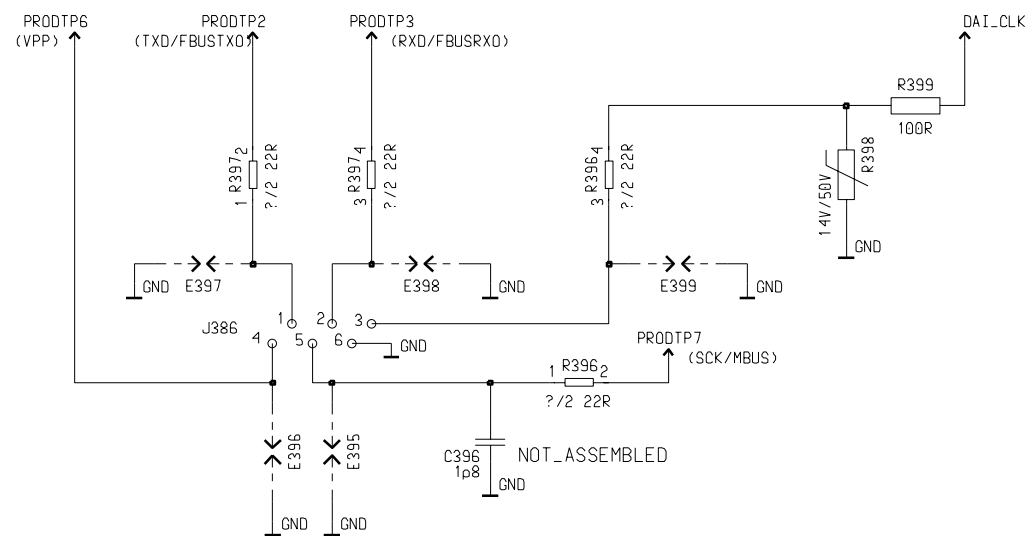 PRODTP6
(VPP)
PRODTP2
(TXD/FBUSTXO)
PRODTP3
(RXD/FBUSRXO)
DAI_CLK
R399
100R
R397
2
1
?/2 22R
R397
4
3
?/2 22R
R396
4
3
?/2 22R
R398
14V/50V
GND
GND
E397
E398
GND
E399
GND
J386
1
2
3
4
5
6
GND
PRODTP7
(SCK/MBUS)
1
R396
2
?/2 22R
E396
E395
C396
1p8
NOT_ASSEMBLED
GND
GND
GND